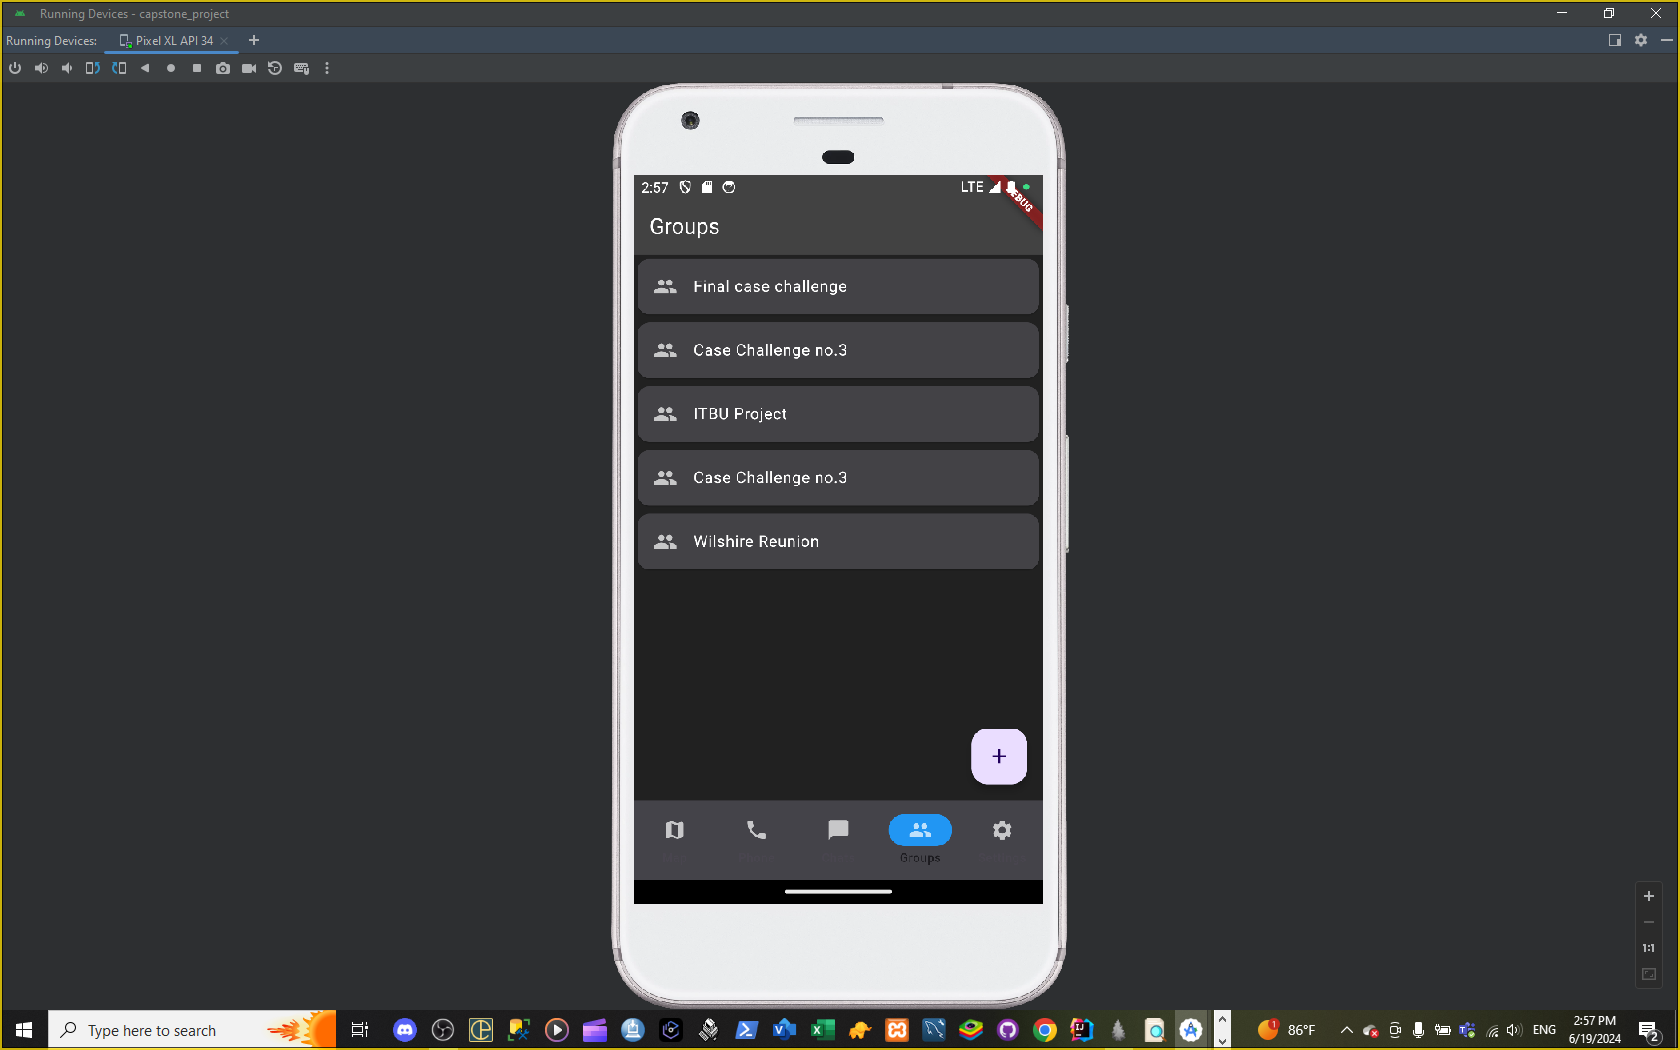 Running Devices - capstone_project
Running Devices:
Pixel XL API 34
2:57
LTE
Groups
Final case challenge
Case Challenge no.3
ITBU Project
Case Challenge no.3
Wilshire Reunion
+
Groups
1:1
Type here to search
86°F
ENG
2:57 PM
6/19/2024
2